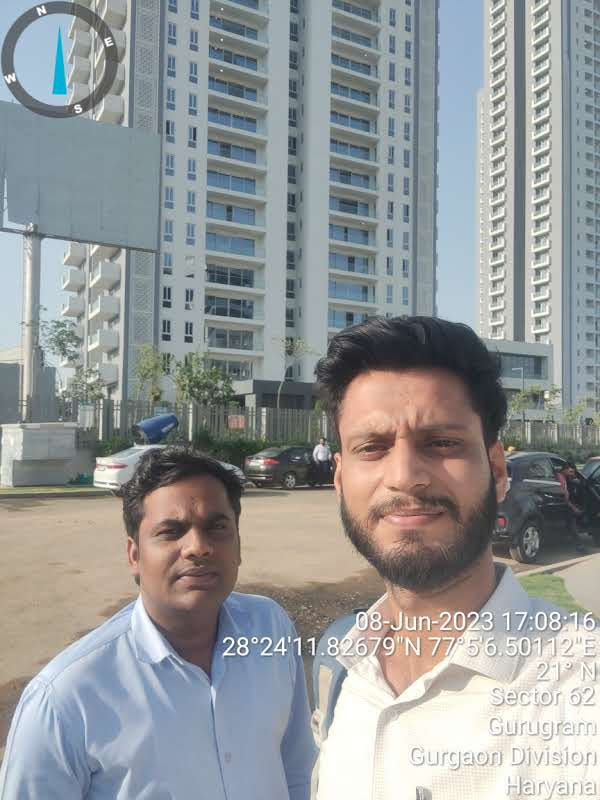 N
E
W
S
08-Jun-2023 17:08:16
28°24'11.82679"N 77°5'6.50112"E
21° N
Sector 62
Gurugram
Gurgaon Division
Haryana